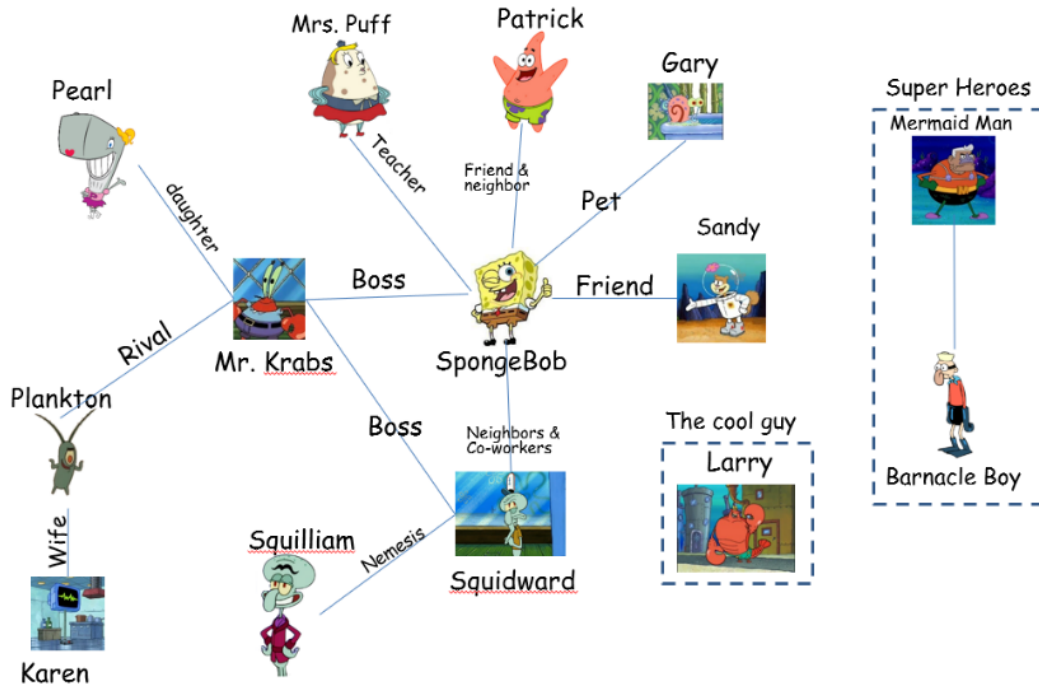 Mrs. Puff
Patrick
Gary
Pearl
Super Heroes
Mermaid Man
Teacher
Friend &
neighbor
Pet
daughter
Sandy
Boss
Friend
Rival
Mr. Krabs
SpongeBob
Plankton
Boss
Neighbors &
Co-workers
The cool guy
Larry
Barnacle Boy
Wife
Squilliam
Nemesis
Squidward
Karen